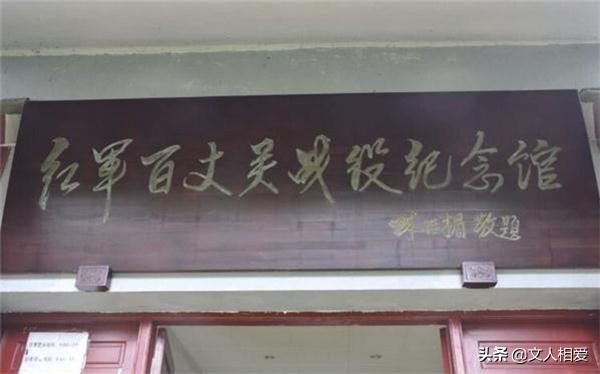 红军百丈关战役纪念馆
敬题
头条 @文人相爱